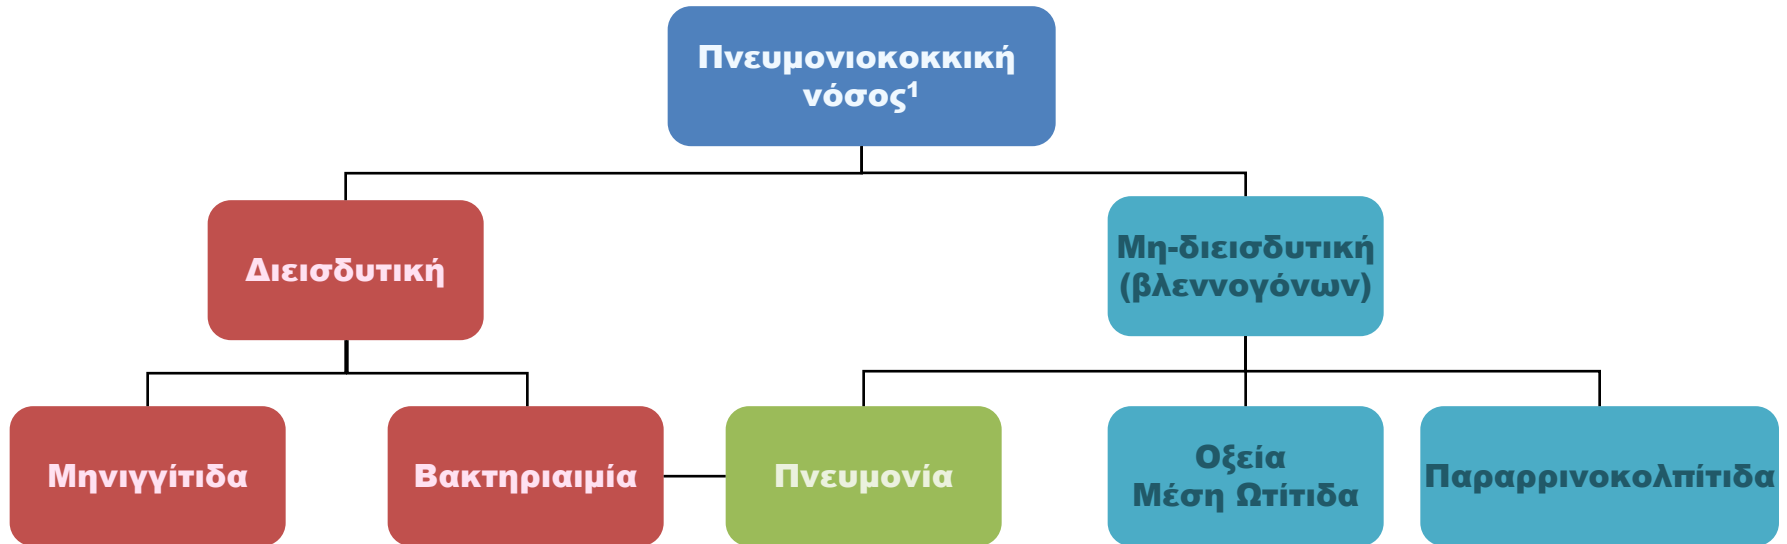 Πνευμονιοκοκκική
νόσος¹
Διεισδυτική
Μη-διεισδυτική
(βλεννογόνων)
Μηνιγγίτιδα
Βακτηριαιμία
Πνευμονία
Οξεία
Μέση Ωτίτιδα
Παραρρινοκολπίτιδα